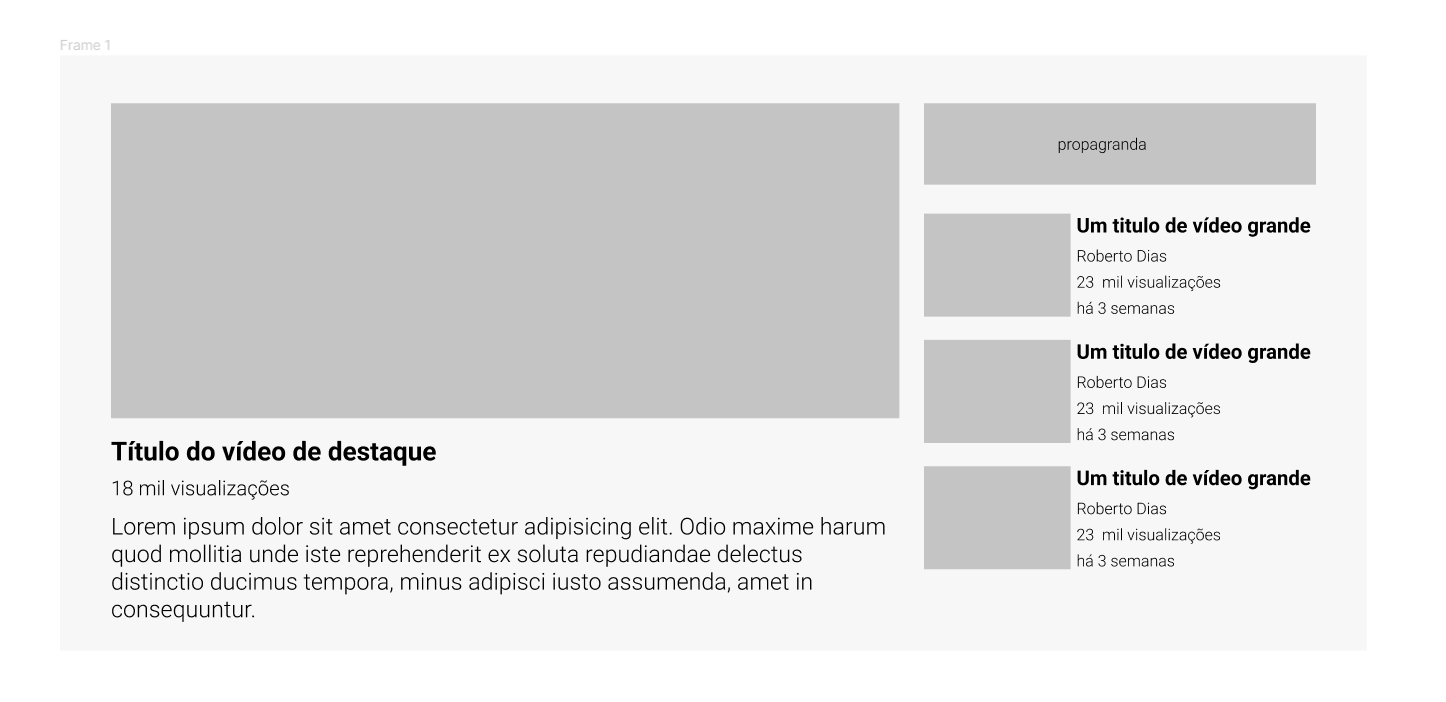 Frame 1
propagranda
Um titulo de vídeo grande
Roberto Dias
23  mil visualizações
há 3 semanas
Um titulo de vídeo grande
Roberto Dias
23  mil visualizações
há 3 semanas
Um titulo de vídeo grande
Roberto Dias
23  mil visualizações
há 3 semanas
Título do vídeo de destaque
18 mil visualizações
Lorem ipsum dolor sit amet consectetur adipisicing elit. Odio maxime harum
quod mollitia unde iste reprehenderit ex soluta repudiandae delectus
distinctio ducimus tempora, minus adipisci iusto assumenda, amet in
consequuntur.